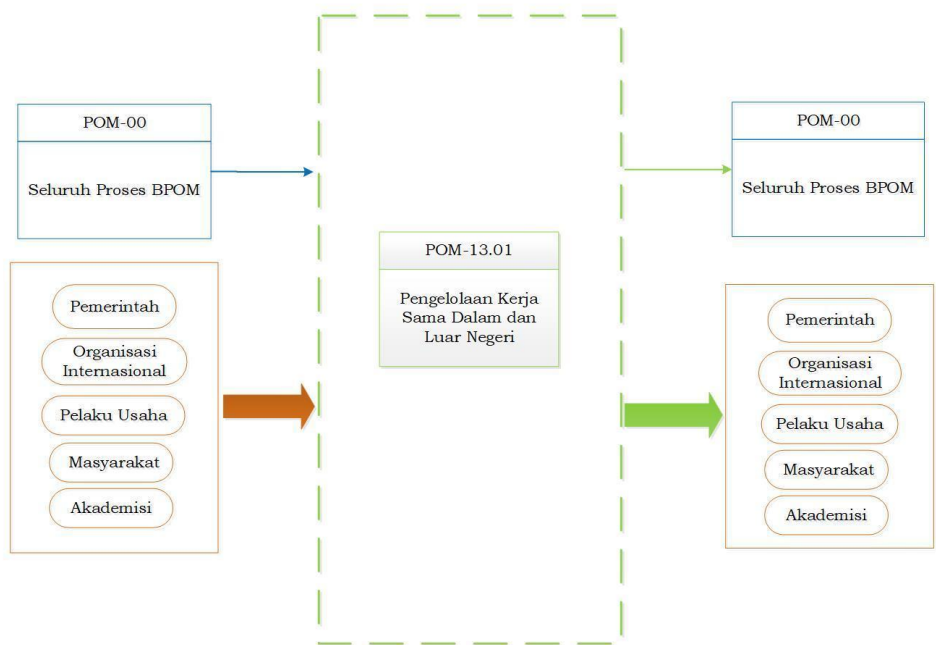 POM-00
Seluruh Proses BPOM
Pemerintah
Organisasi
Internasional
Pelaku Usaha
Masyarakat
Akademisi
POM-13.01
Pengelolaan Kerja
Sama Dalam dan
Luar Negeri
POM-00
Seluruh Proses BPOM
Pemerintah
Organisasi
Internasional
Pelaku Usaha
Masyarakat
Akademisi